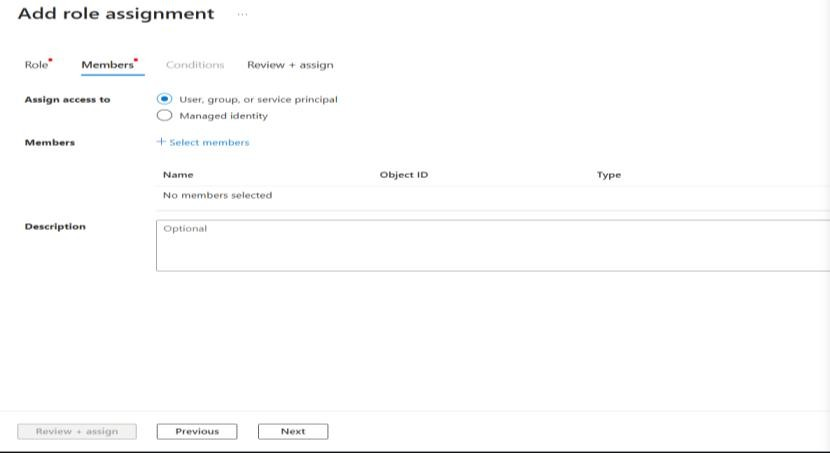 Add role assignment ...
Role* Members* Conditions Review + assign
Assign access to User, group, or service principal
Managed identity
Members + Select members
Name Object ID Type
No members selected
Description Optional
Review + assign Previous Next